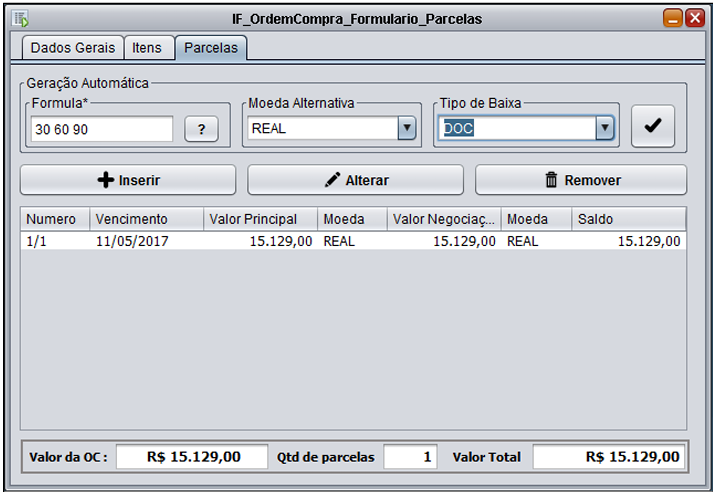 IF_OrdemCompra_Formulario_Parcelas
Dados Gerais Itens Parcelas
Geração Automática
Formula* Moeda Alternativa Tipo de Baixa
30 60 90 ? REAL DOC
Inserir Alterar Remover
Numero Vencimento Valor Principal Moeda Valor Negociaç... Moeda Saldo
1/1 11/05/2017 15.129,00 REAL 15.129,00 REAL 15.129,00
Valor da OC : R$ 15.129,00 Qtd de parcelas 1 Valor Total R$ 15.129,00